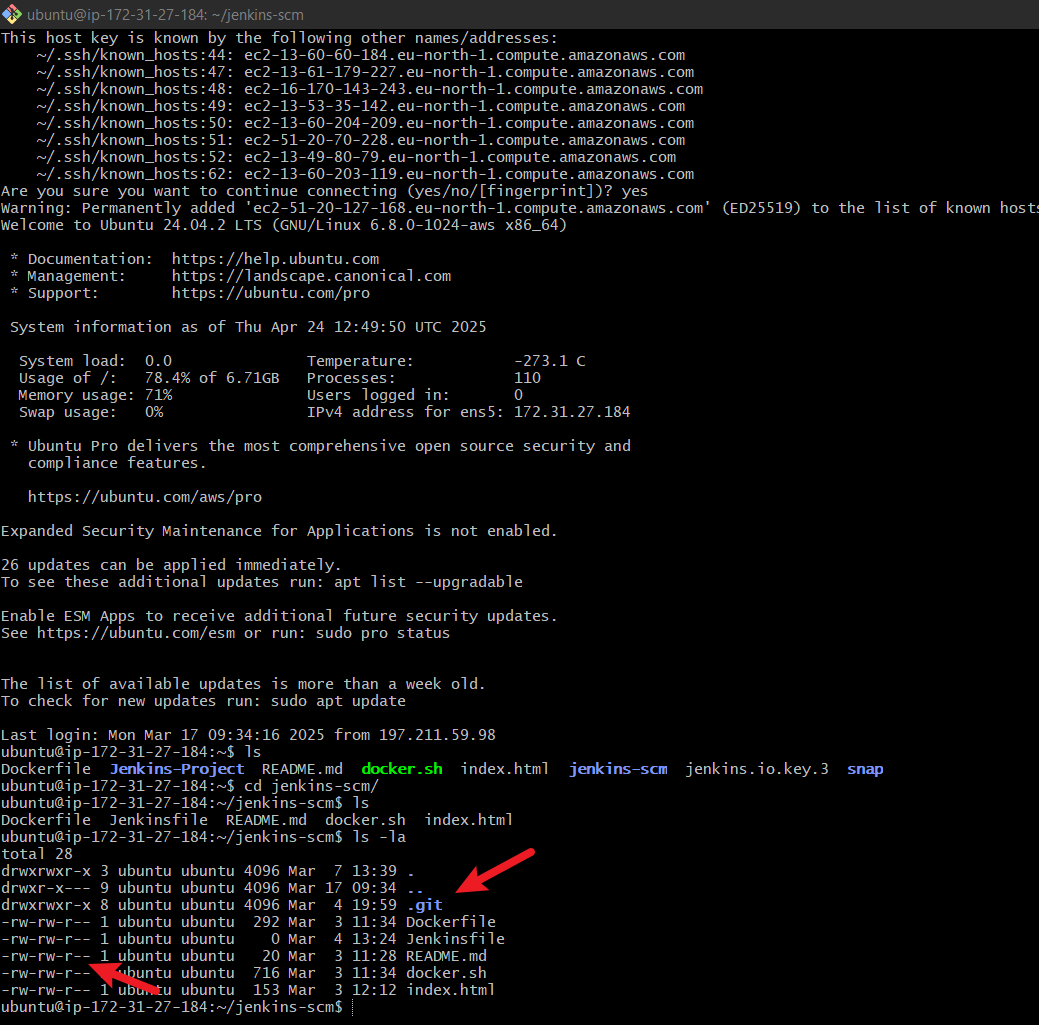 ubuntu@ip-172-31-27-184: ~/jenkins-scm
This host key is known by the following other names/addresses:
    ~/.ssh/known_hosts:44: ec2-13-60-60-184.eu-north-1.compute.amazonaws.com
    ~/.ssh/known_hosts:47: ec2-13-61-179-227.eu-north-1.compute.amazonaws.com
    ~/.ssh/known_hosts:48: ec2-16-170-143-243.eu-north-1.compute.amazonaws.com
    ~/.ssh/known_hosts:49: ec2-13-53-35-142.eu-north-1.compute.amazonaws.com
    ~/.ssh/known_hosts:50: ec2-13-60-204-209.eu-north-1.compute.amazonaws.com
    ~/.ssh/known_hosts:51: ec2-51-20-70-228.eu-north-1.compute.amazonaws.com
    ~/.ssh/known_hosts:52: ec2-13-49-80-79.eu-north-1.compute.amazonaws.com
    ~/.ssh/known_hosts:62: ec2-13-60-203-119.eu-north-1.compute.amazonaws.com
Are you sure you want to continue connecting (yes/no/[fingerprint])? yes
Warning: Permanently added 'ec2-51-20-127-168.eu-north-1.compute.amazonaws.com' (ED25519) to the list of known hosts
Welcome to Ubuntu 24.04.2 LTS (GNU/Linux 6.8.0-1024-aws x86_64)

 * Documentation:  https://help.ubuntu.com
 * Management:     https://landscape.canonical.com
 * Support:        https://ubuntu.com/pro

 System information as of Thu Apr 24 12:49:50 UTC 2025

  System load:  0.0               Temperature:           -273.1 C
  Usage of /:   78.4% of 6.71GB   Processes:             110
  Memory usage: 71%               Users logged in:       0
  Swap usage:   0%                IPv4 address for ens5: 172.31.27.184

 * Ubuntu Pro delivers the most comprehensive open source security and
   compliance features.

   https://ubuntu.com/aws/pro

Expanded Security Maintenance for Applications is not enabled.

26 updates can be applied immediately.
To see these additional updates run: apt list --upgradable

Enable ESM Apps to receive additional future security updates.
See https://ubuntu.com/esm or run: sudo pro status

The list of available updates is more than a week old.
To check for new updates run: sudo apt update

Last login: Mon Mar 17 09:34:16 2025 from 197.211.59.98
ubuntu@ip-172-31-27-184:~$ ls
Dockerfile  Jenkins-Project  README.md  docker.sh  index.html  jenkins-scm  jenkins.io.key.3  snap
ubuntu@ip-172-31-27-184:~$ cd jenkins-scm/
ubuntu@ip-172-31-27-184:~/jenkins-scm$ ls
Dockerfile  Jenkinsfile  README.md  docker.sh  index.html
ubuntu@ip-172-31-27-184:~/jenkins-scm$ ls -la
total 28
drwxrwxr-x 3 ubuntu ubuntu 4096 Mar  7 13:39 .
drwxr-x--- 9 ubuntu ubuntu 4096 Mar 17 09:34 ..
drwxrwxr-x 8 ubuntu ubuntu 4096 Mar  4 19:59 .git
-rw-rw-r-- 1 ubuntu ubuntu  292 Mar  3 11:34 Dockerfile
-rw-rw-r-- 1 ubuntu ubuntu    0 Mar  4 13:24 Jenkinsfile
-rw-rw-r-- 1 ubuntu ubuntu   20 Mar  3 11:28 README.md
-rw-rw-r-- 1 ubuntu ubuntu  716 Mar  3 11:34 docker.sh
-rw-rw-r-- 1 ubuntu ubuntu  153 Mar  3 12:12 index.html
ubuntu@ip-172-31-27-184:~/jenkins-scm$